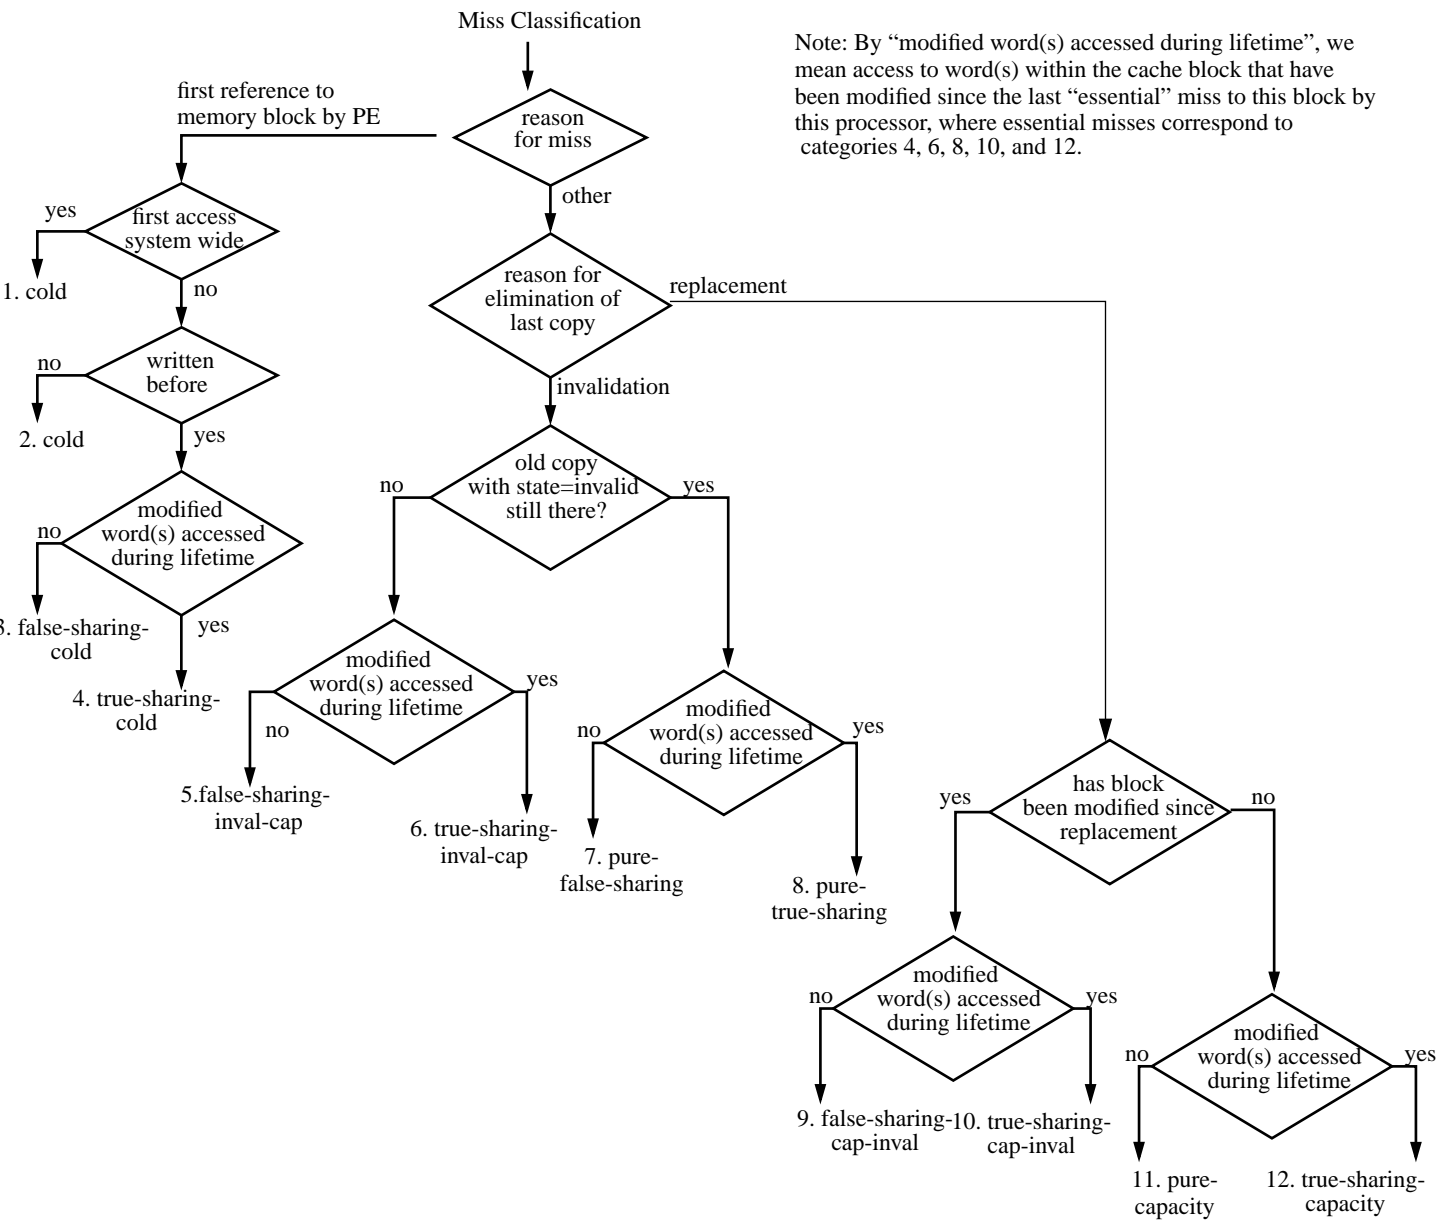 Miss Classification
Note: By “modified word(s) accessed during lifetime”, we
mean access to word(s) within the cache block that have
been modified since the last “essential” miss to this block by
this processor, where essential misses correspond to
categories 4, 6, 8, 10, and 12.
first reference to
memory block by PE
reason
for miss
other
yes
first access
system wide
1. cold
no
reason for
elimination of
last copy
replacement
no
written
before
invalidation
2. cold
yes
old copy
with state=invalid
still there?
no
yes
no
modified
word(s) accessed
during lifetime
3. false-sharing-
cold
yes
4. true-sharing-
cold
modified
word(s) accessed
during lifetime
no
yes
5.false-sharing-
inval-cap
6. true-sharing-
inval-cap
no
modified
word(s) accessed
during lifetime
yes
7. pure-
false-sharing
8. pure-
true-sharing
yes
has block
been modified since
replacement
no
no
modified
word(s) accessed
during lifetime
yes
9. false-sharing-
cap-inval
10. true-sharing-
cap-inval
no
modified
word(s) accessed
during lifetime
yes
11. pure-
capacity
12. true-sharing-
capacity